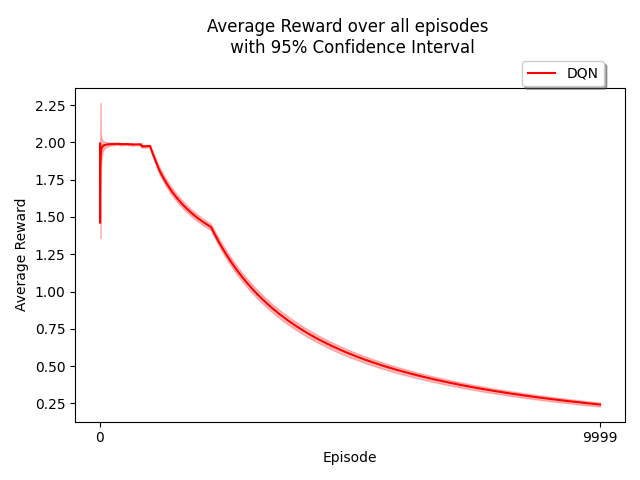 Average Reward over all episodes
with 95% Confidence Interval
DQN
2.25
2.00
1.75
1.50
1.25
1.00
0.75
0.50
0.25
Average Reward
0
9999
Episode